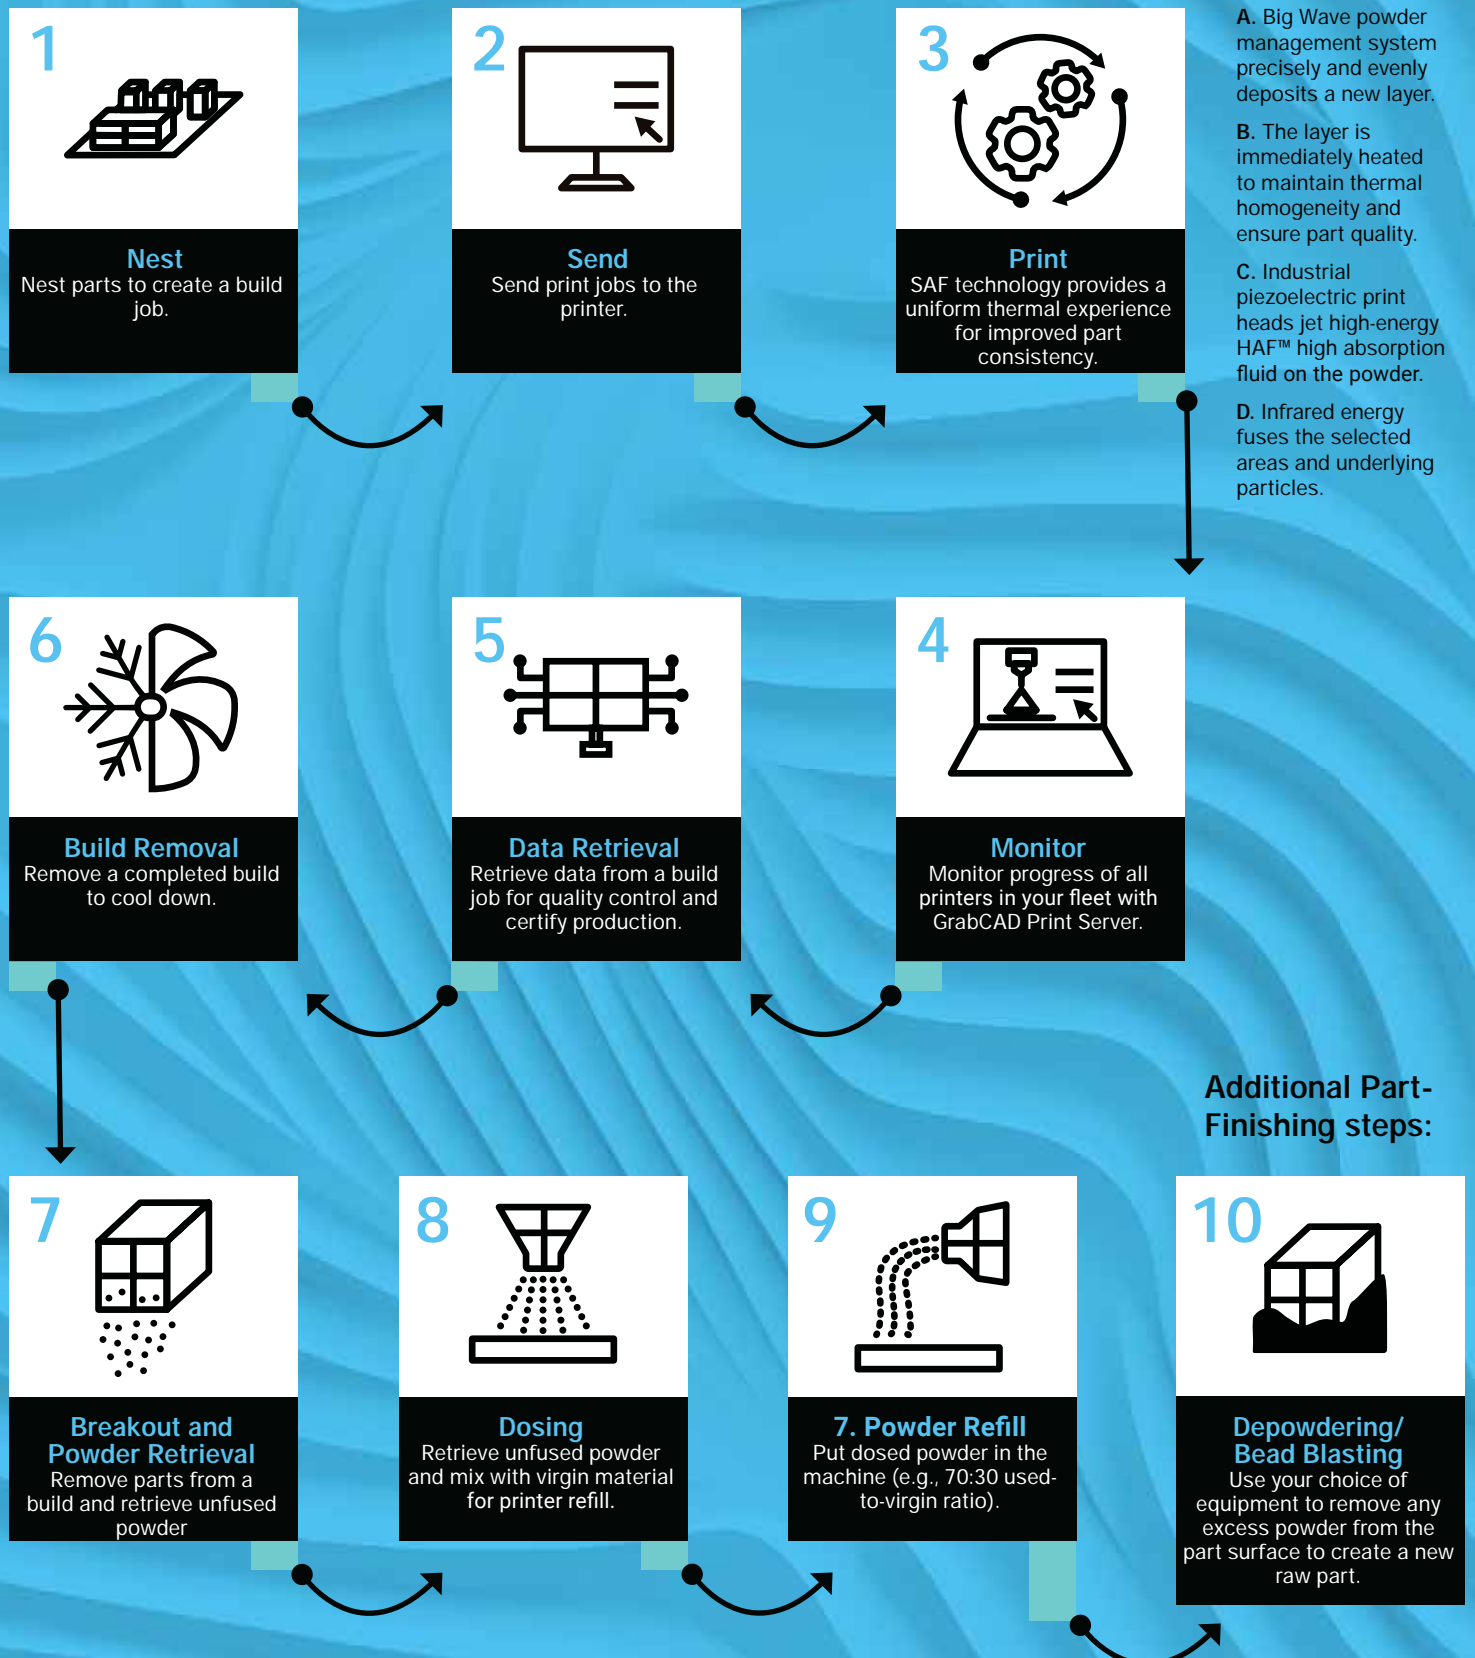 1
Nest
Nest parts to create a build
job.
2
Send
Send print jobs to the
printer.
3
Print
SAF technology provides a
uniform thermal experience
for improved part
consistency.
A. Big Wave powder
management system
precisely and evenly
deposits a new layer.
B. The layer is
immediately heated
to maintain thermal
homogeneity and
ensure part quality.
C. Industrial
piezoelectric print
heads jet high-energy
HAF™ high absorption
fluid on the powder.
D. Infrared energy
fuses the selected
areas and underlying
particles.
4
Monitor
Monitor progress of all
printers in your fleet with
GrabCAD Print Server.
5
Data Retrieval
Retrieve data from a build
job for quality control and
certify production.
6
Build Removal
Remove a completed build
to cool down.
7
Breakout and
Powder Retrieval
Remove parts from a
build and retrieve unfused
powder
8
Dosing
Retrieve unfused powder
and mix with virgin material
for printer refill.
9
7. Powder Refill
Put dosed powder in the
machine (e.g., 70:30 used-
to-virgin ratio).
Additional Part-
Finishing steps:
10
Depowdering/
Bead Blasting
Use your choice of
equipment to remove any
excess powder from the
part surface to create a new
raw part.